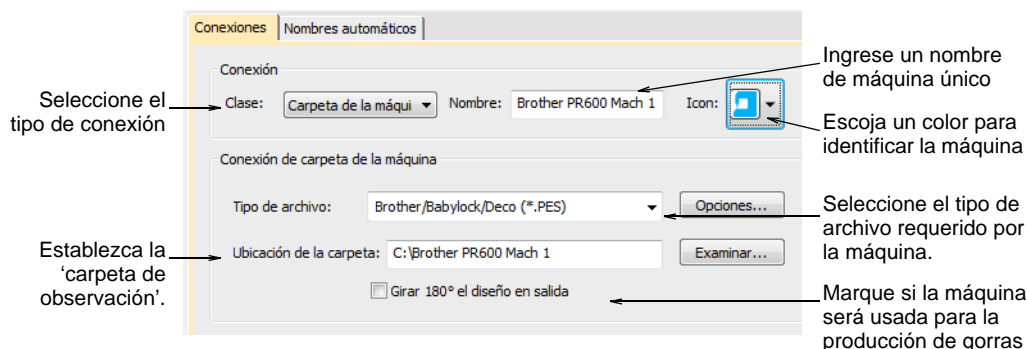 Conexiones Nombres automáticos
Conexión
Clase: Carpeta de la máqui Nombre: Brother PR600 Mach 1 Icon:
Conexión de carpeta de la máquina
Tipo de archivo: Brother/Babylock/Deco (*.PES) Opciones...
Ubicación de la carpeta: C:\Brother PR600 Mach 1 Examinar...
Girar 180° el diseño en salida
Seleccione el
tipo de conexión
Establezca la
‘carpeta de
observación’.
Ingrese un nombre
de máquina único
Escoja un color para
identificar la máquina
Seleccione el tipo de
archivo requerido por
la máquina.
Marque si la máquina
será usada para la
producción de gorras